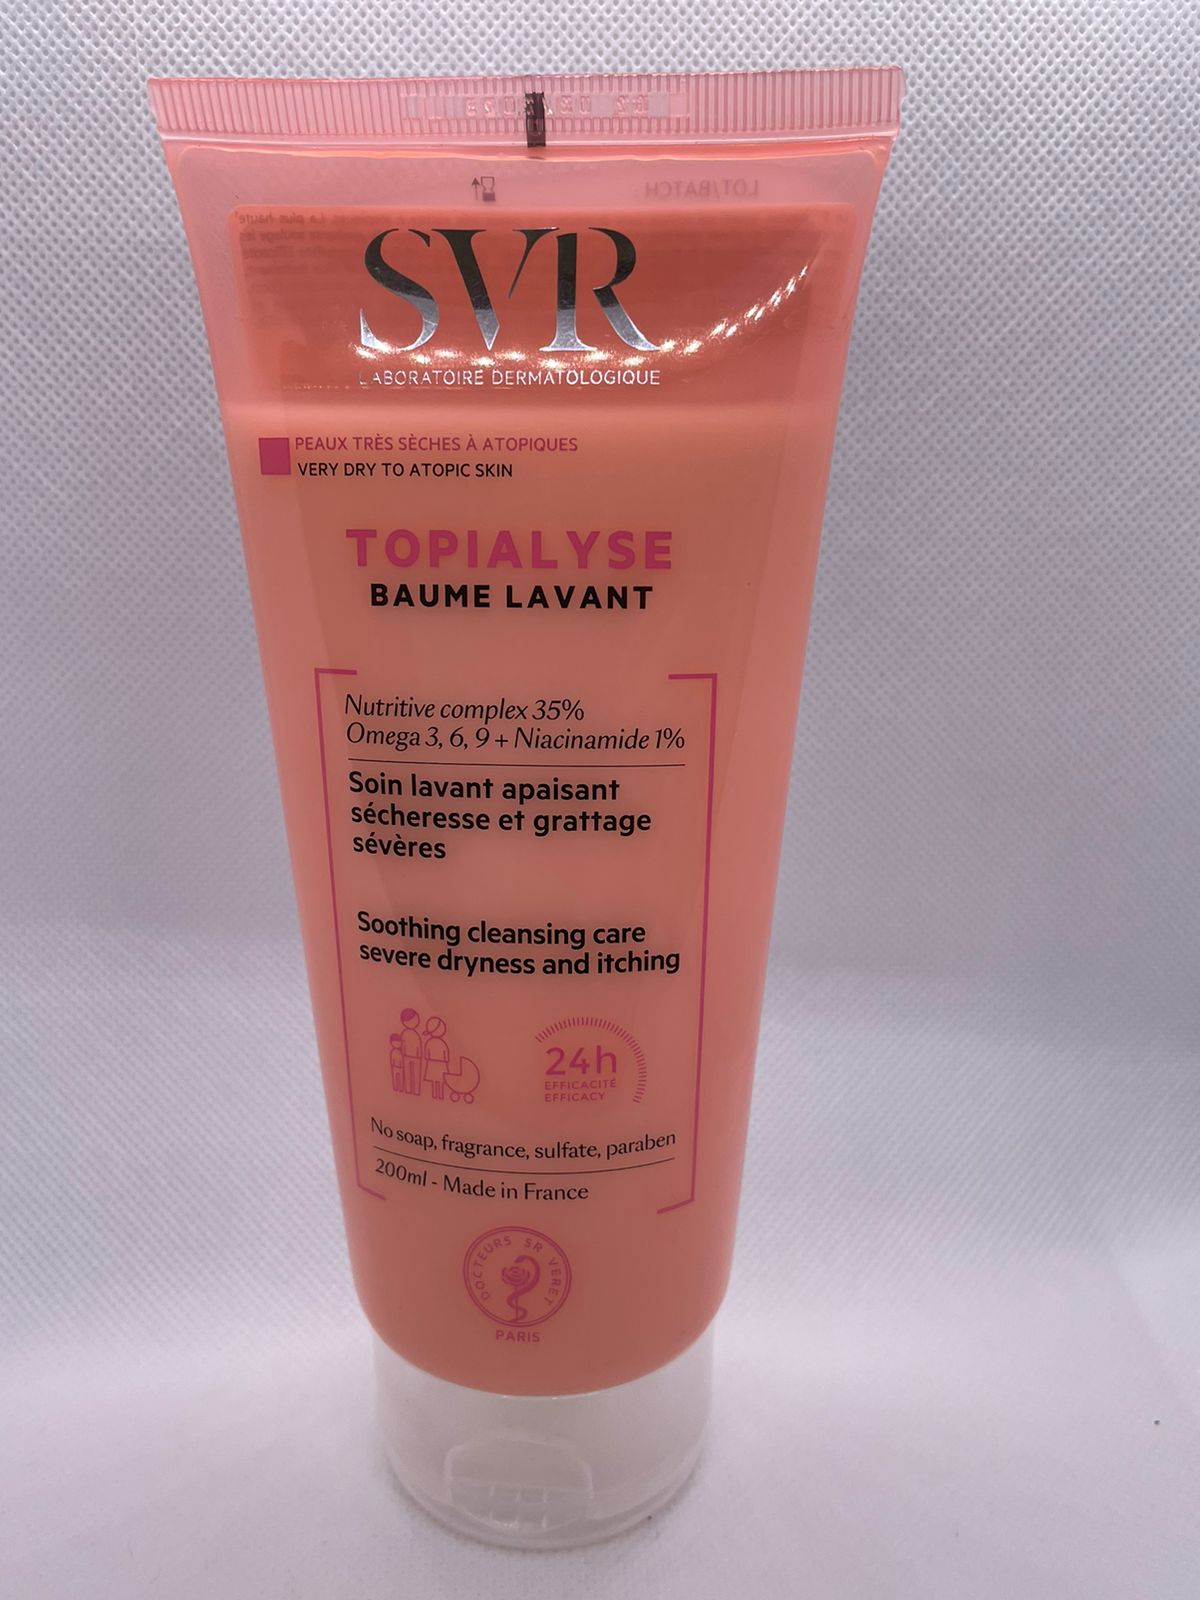 LOT/BATCH:
SVR
LABORATOIRE DERMATOLOGIQUE
PEAUX TRÈS SÈCHES À ATOPIQUES
VERY DRY TO ATOPIC SKIN
TOPIALYSE
BAUME LAVANT
Nutritive complex 35%
Omega 3, 6, 9 + Niacinamide 1%
Soin lavant apaisant
sécheresse et grattage
sévères
Soothing cleansing care
severe dryness and itching
24h
EFFICACITÉ
EFFICACY
No soap, fragrance, sulfate, paraben
200ml - Made in France
DOCTEURS SR VERET
PARIS